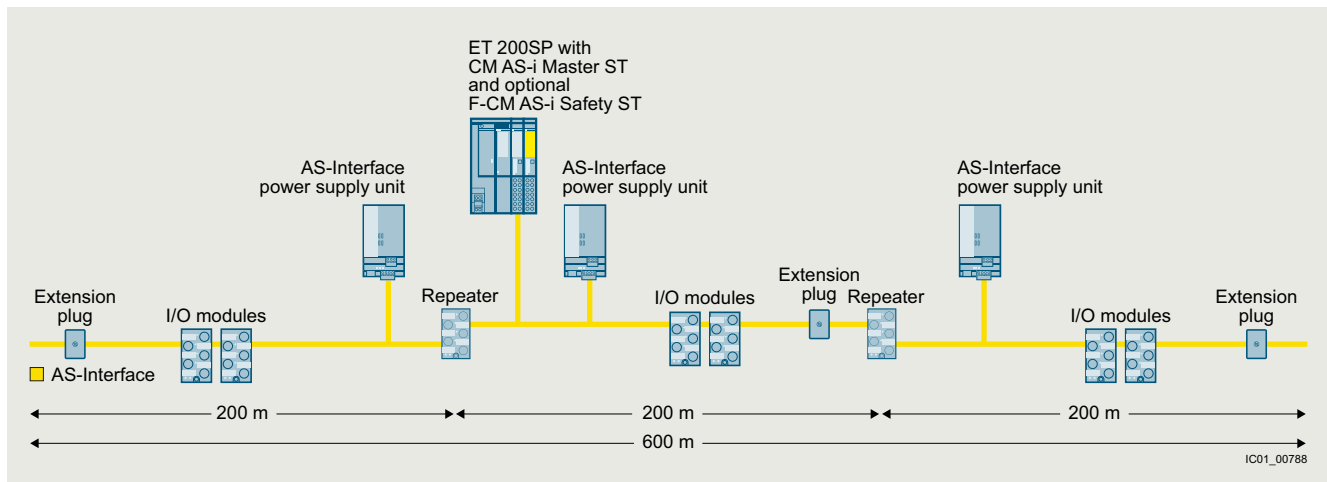 ET 200SP with
CM AS-i Master ST
and optional
F-CM AS-i Safety ST
AS-Interface
power supply unit
AS-Interface
power supply unit
AS-Interface
power supply unit
Extension
plug
I/O modules
Repeater
I/O modules
Extension
plug
Repeater
I/O modules
Extension
plug
AS-Interface
200 m
200 m
200 m
600 m
IC01_00788